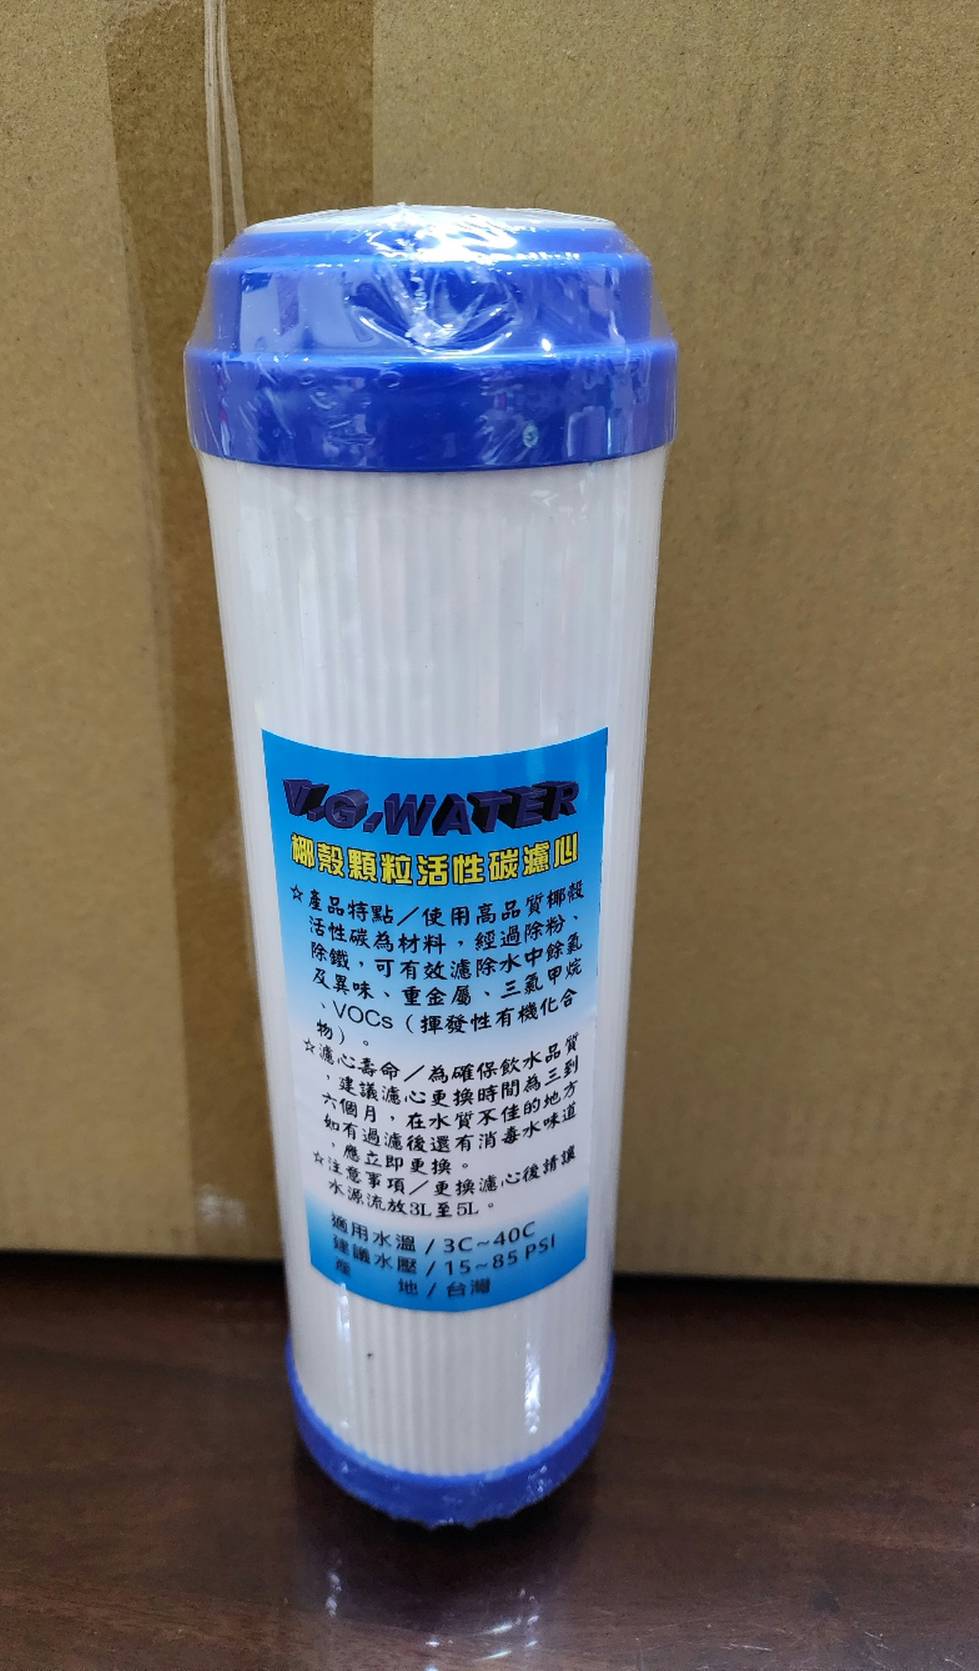 V.G.WATER
椰殼顆粒活性碳濾心
☆產品特點／使用高品質椰殼
活性碳為材料，經過除粉、
除鐵，可有效濾除水中餘氯
及異味、重金屬、三氯甲烷
、VOCs（揮發性有機化合
物）。
☆濾心壽命／為確保飲水品質
，建議濾心更換時間為三到
六個月，在水質不佳的地方
如有過濾後還有消毒水味道
，應立即更換。
☆注意事項／更換濾心後請讓
水源流放3L至5L。
適用水溫 / 3C~40C
建議水壓 / 15~85 PSI
產 地 / 台灣